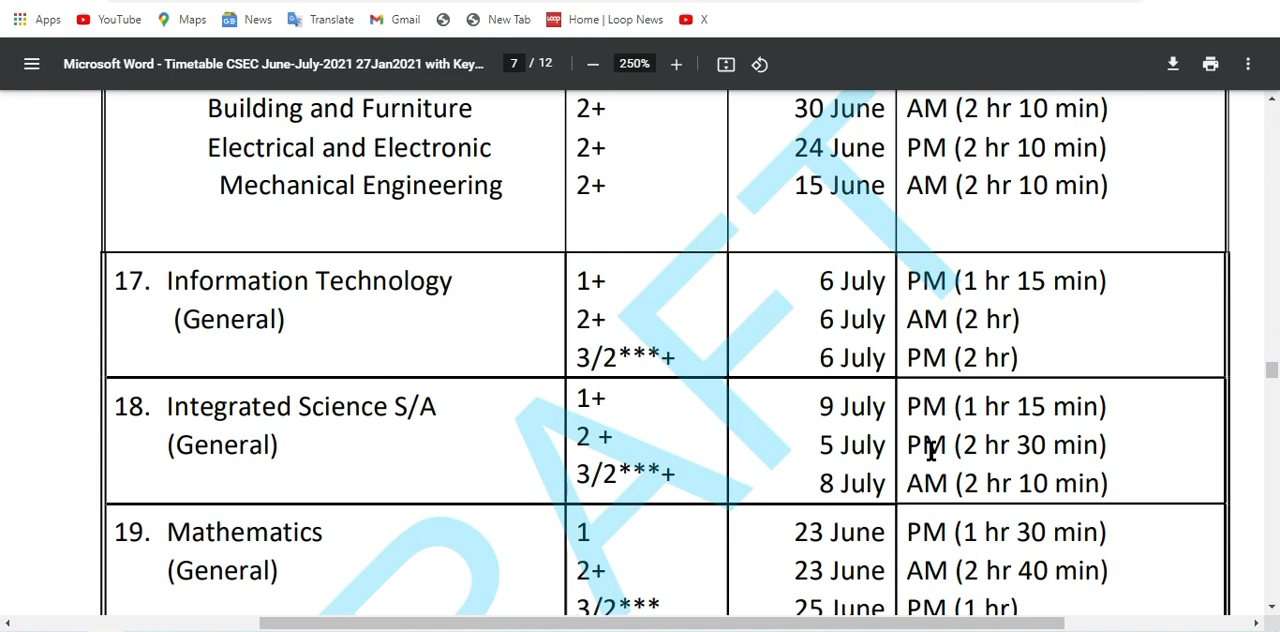 Apps YouTube Maps News Translate Gmail New Tab Home | Loop News X
Microsoft Word - Timetable CSEC June-July-2021 27Jan2021 with Key... 7 / 12 — 250% +
Building and Furniture 2+ 30 June AM (2 hr 10 min)
Electrical and Electronic 2+ 24 June PM (2 hr 10 min)
Mechanical Engineering 2+ 15 June AM (2 hr 10 min)
17. Information Technology 1+ 6 July PM (1 hr 15 min)
(General) 2+ 6 July AM (2 hr)
3/2***+ 6 July PM (2 hr)
18. Integrated Science S/A 1+ 9 July PM (1 hr 15 min)
(General) 2 + 5 July PM (2 hr 30 min)
3/2***+ 8 July AM (2 hr 10 min)
19. Mathematics 1 23 June PM (1 hr 30 min)
(General) 2+ 23 June AM (2 hr 40 min)
3/2*** 25 June PM (1 hr)
RAFT